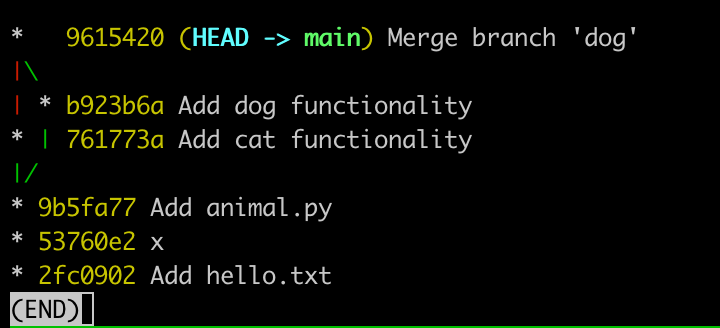 *   9615420 (HEAD -> main) Merge branch 'dog'
|\
| * b923b6a Add dog functionality
* | 761773a Add cat functionality
|/
* 9b5fa77 Add animal.py
* 53760e2 x
* 2fc0902 Add hello.txt
(END)